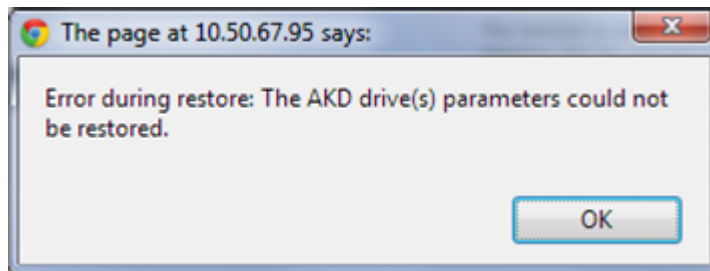 The page at 10.50.67.95 says:
Error during restore: The AKD drive(s) parameters could not
be restored.
OK